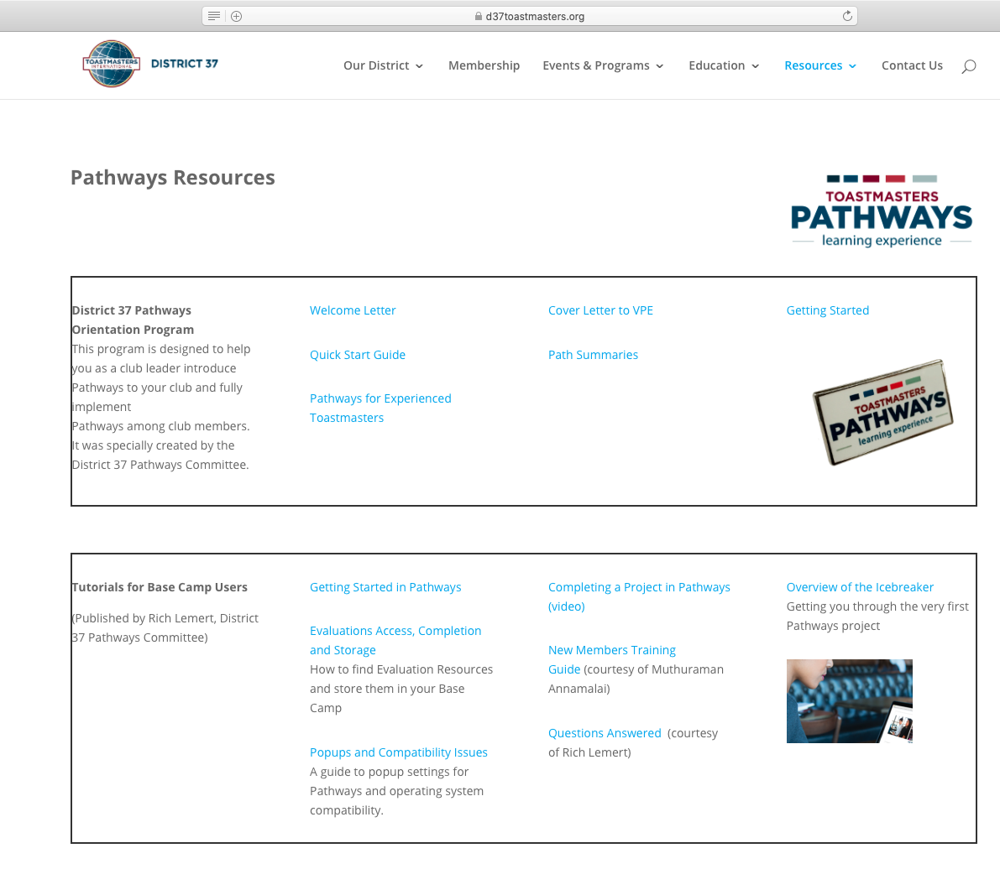 d37toastmasters.org
TOASTMASTERS
INTERNATIONAL
DISTRICT 37
Our District
Membership
Events & Programs
Education
Resources
Contact Us
Pathways Resources
TOASTMASTERS
PATHWAYS
learning experience
District 37 Pathways
Orientation Program
This program is designed to help
you as a club leader introduce
Pathways to your club and fully
implement
Pathways among club members.
It was specially created by the
District 37 Pathways Committee.
Welcome Letter
Quick Start Guide
Pathways for Experienced
Toastmasters
Cover Letter to VPE
Path Summaries
Getting Started
TOASTMASTERS
PATHWAYS
learning experience
Tutorials for Base Camp Users
(Published by Rich Lemert, District
37 Pathways Committee)
Getting Started in Pathways
Evaluations Access, Completion
and Storage
How to find Evaluation Resources
and store them in your Base
Camp
Popups and Compatibility Issues
A guide to popup settings for
Pathways and operating system
compatibility.
Completing a Project in Pathways
(video)
New Members Training
Guide (courtesy of Muthuraman
Annamalai)
Questions Answered (courtesy
of Rich Lemert)
Overview of the Icebreaker
Getting you through the very first
Pathways project